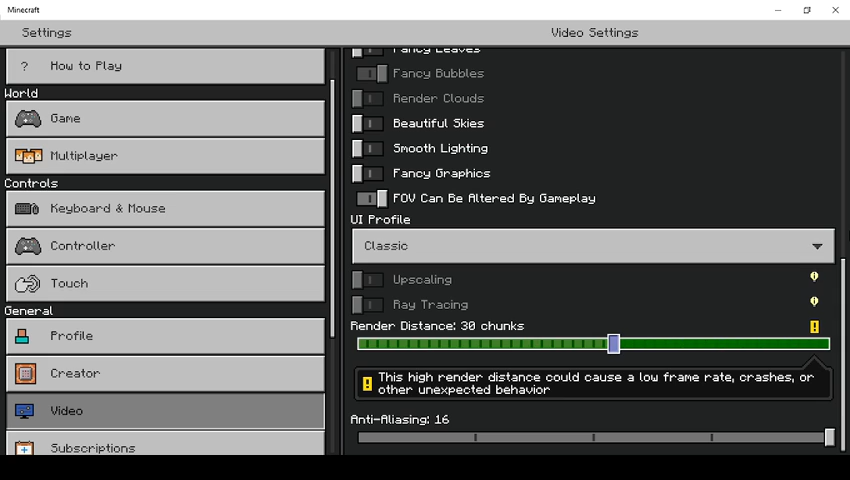 Minecraft
Settings
Video Settings
How to Play
World
Game
Multiplayer
Controls
Keyboard & Mouse
Controller
Touch
General
Profile
Creator
Video
Subscriptions
Fancy Leaves
Fancy Bubbles
Render Clouds
Beautiful Skies
Smooth Lighting
Fancy Graphics
FOV Can Be Altered By Gameplay
UI Profile
Classic
Upscaling
Ray Tracing
Render Distance: 30 chunks
This high render distance could cause a low frame rate, crashes, or
other unexpected behavior
Anti-Aliasing: 16